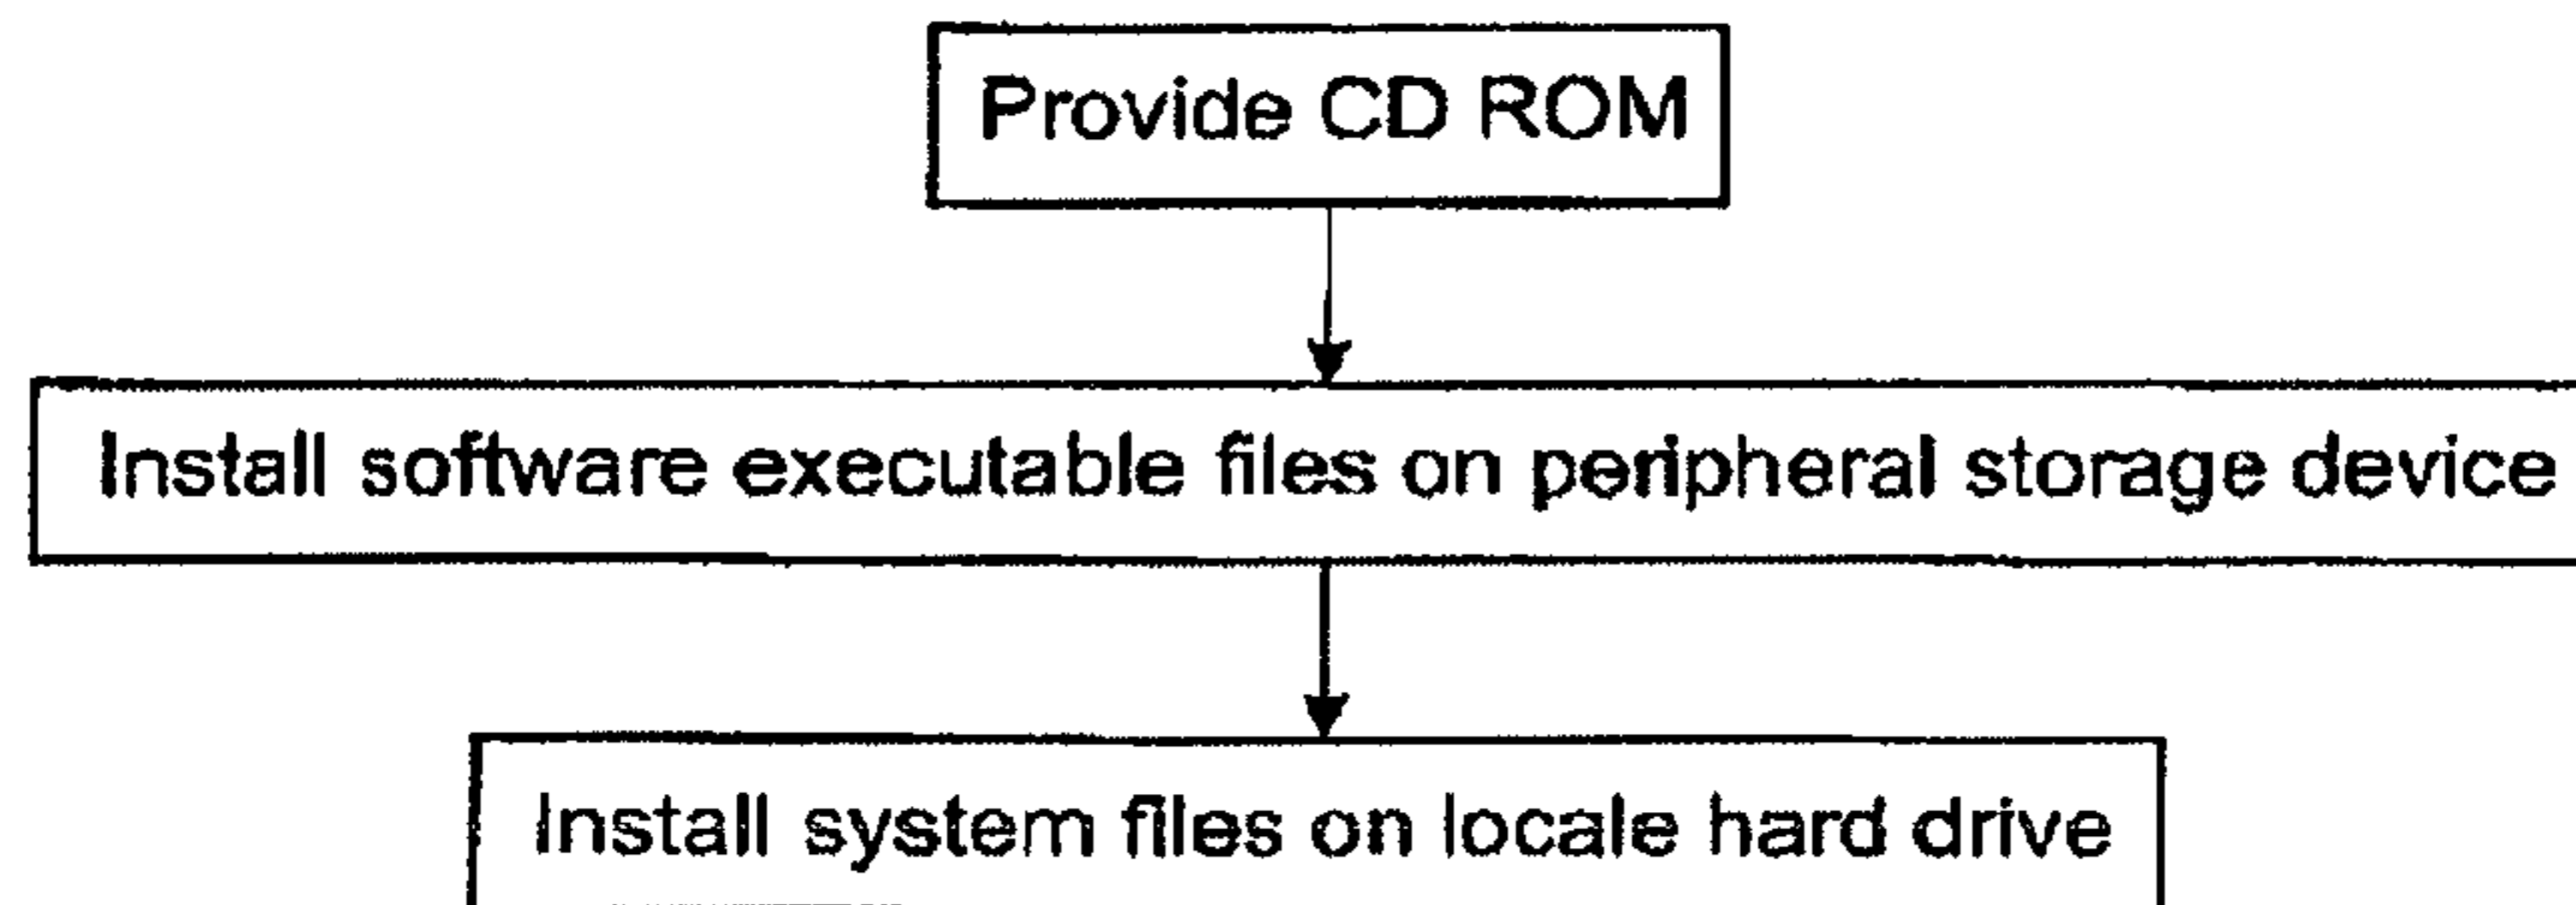 Provide CD ROM
Install software executable files on peripheral storage device
Install system files on locale hard drive